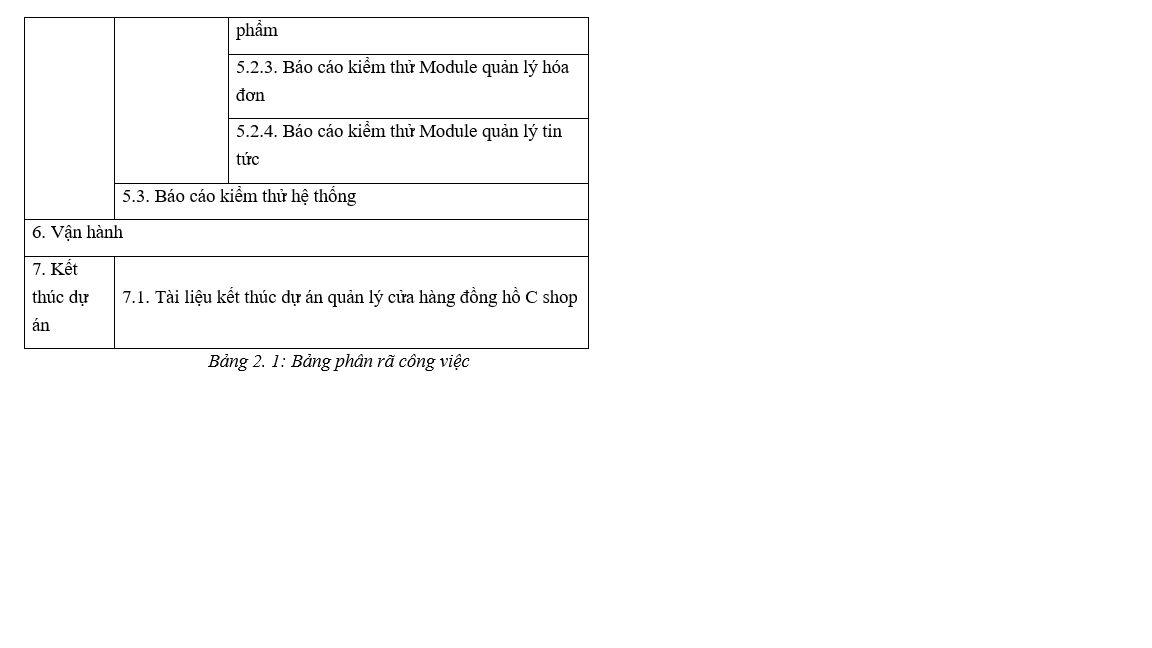 phẩm
5.2.3. Báo cáo kiểm thử Module quản lý hóa
đơn
5.2.4. Báo cáo kiểm thử Module quản lý tin
tức
5.3. Báo cáo kiểm thử hệ thống
6. Vận hành
7. Kết
thúc dự
án
7.1. Tài liệu kết thúc dự án quản lý cửa hàng đồng hồ C shop
Bảng 2. 1: Bảng phân rã công việc